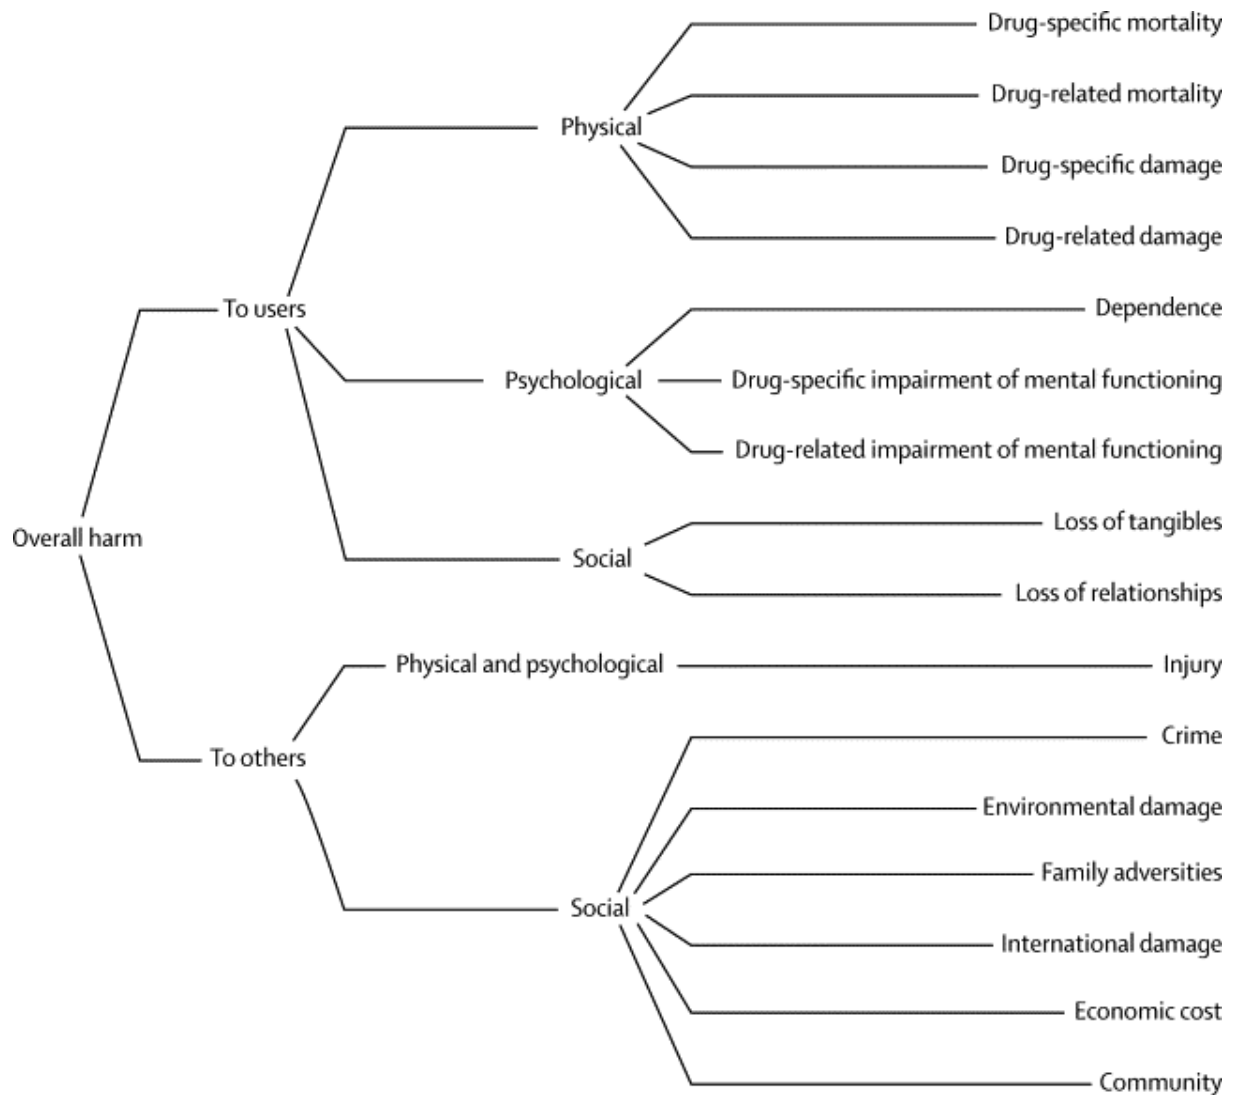 Drug-specific mortality
Drug-related mortality
Physical
Drug-specific damage
Drug-related damage
To users
Dependence
Psychological
Drug-specific impairment of mental functioning
Drug-related impairment of mental functioning
Overall harm
Loss of tangibles
Social
Loss of relationships
Physical and psychological
Injury
To others
Crime
Environmental damage
Family adversities
Social
International damage
Economic cost
Community